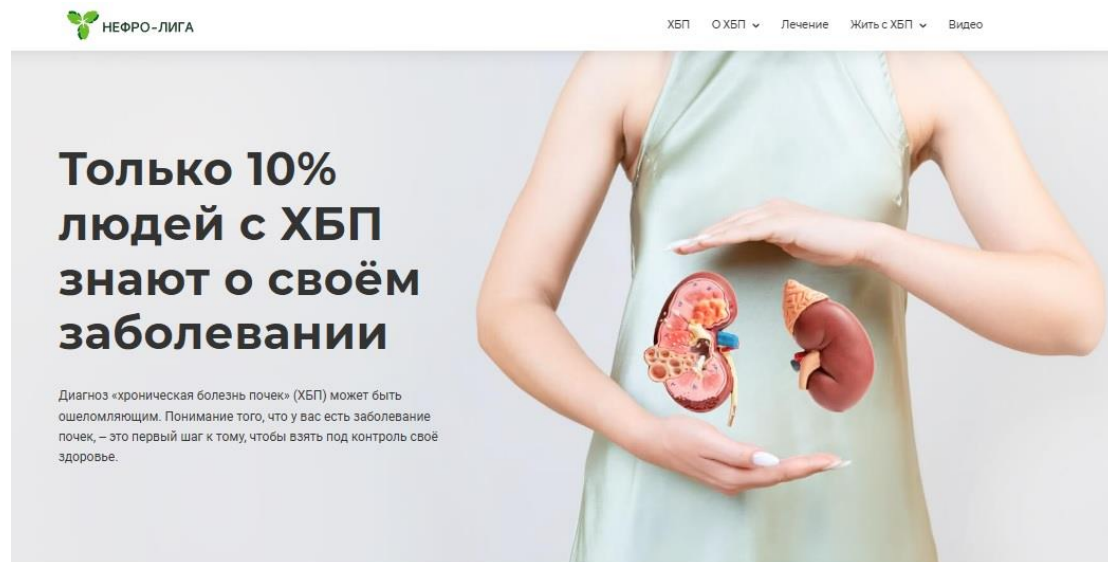 НЕФРО-ЛИГА
ХБП О ХБП Лечение Жить с ХБП Видео
Только 10%
людей с ХБП
знают о своём
заболевании
Диагноз «хроническая болезнь почек» (ХБП) может быть
ошеломляющим. Понимание того, что у вас есть заболевание
почек, – это первый шаг к тому, чтобы взять под контроль своё
здоровье.